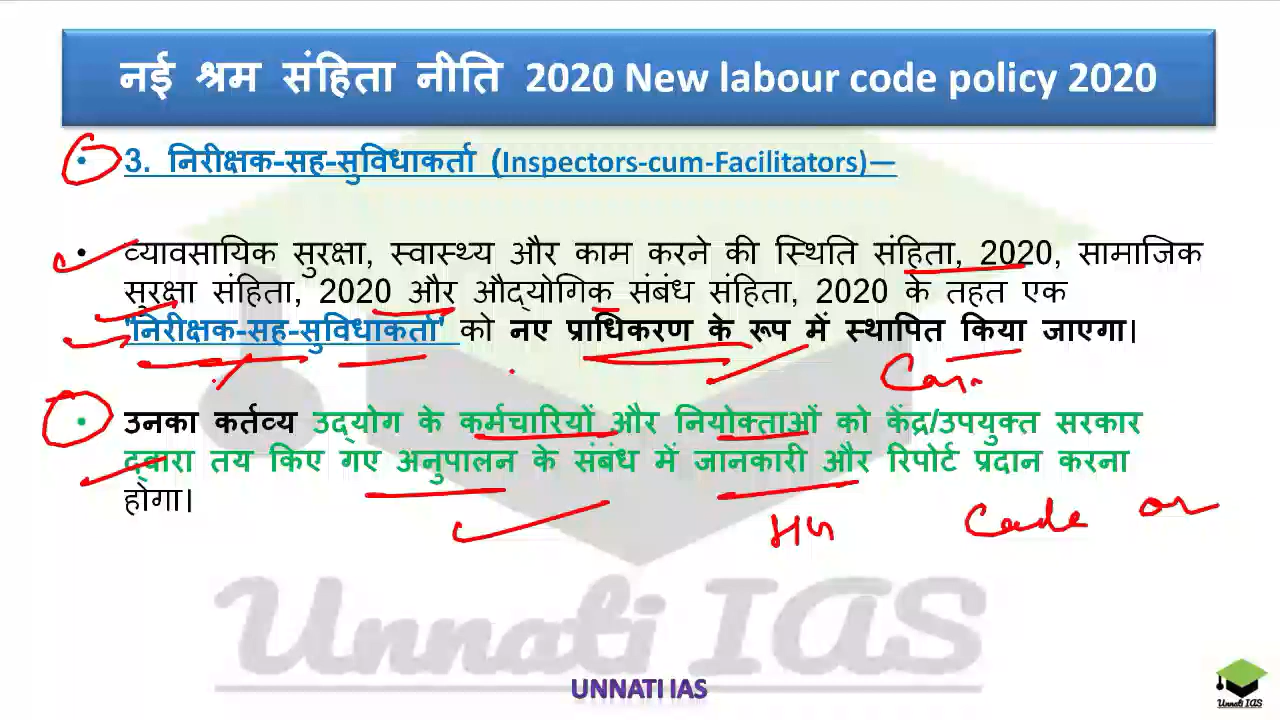 नई श्रम संहिता नीति 2020 New labour code policy 2020
• 3. निरीक्षक-सह-सुविधाकर्ता (Inspectors-cum-Facilitators)—
• व्यावसायिक सुरक्षा, स्वास्थ्य और काम करने की स्थिति संहिता, 2020, सामाजिक
सुरक्षा संहिता, 2020 और औद्योगिक संबंध संहिता, 2020 के तहत एक
"निरीक्षक-सह-सुविधाकर्ता" को नए प्राधिकरण के रूप में स्थापित किया जाएगा।
• उनका कर्तव्य उद्योग के कर्मचारियों और नियोक्ताओं को केंद्र/उपयुक्त सरकार
द्वारा तय किए गए अनुपालन के संबंध में जानकारी और रिपोर्ट प्रदान करना
होगा।
Code
Unnati IAS
UNNATI IAS
Unnati IAS